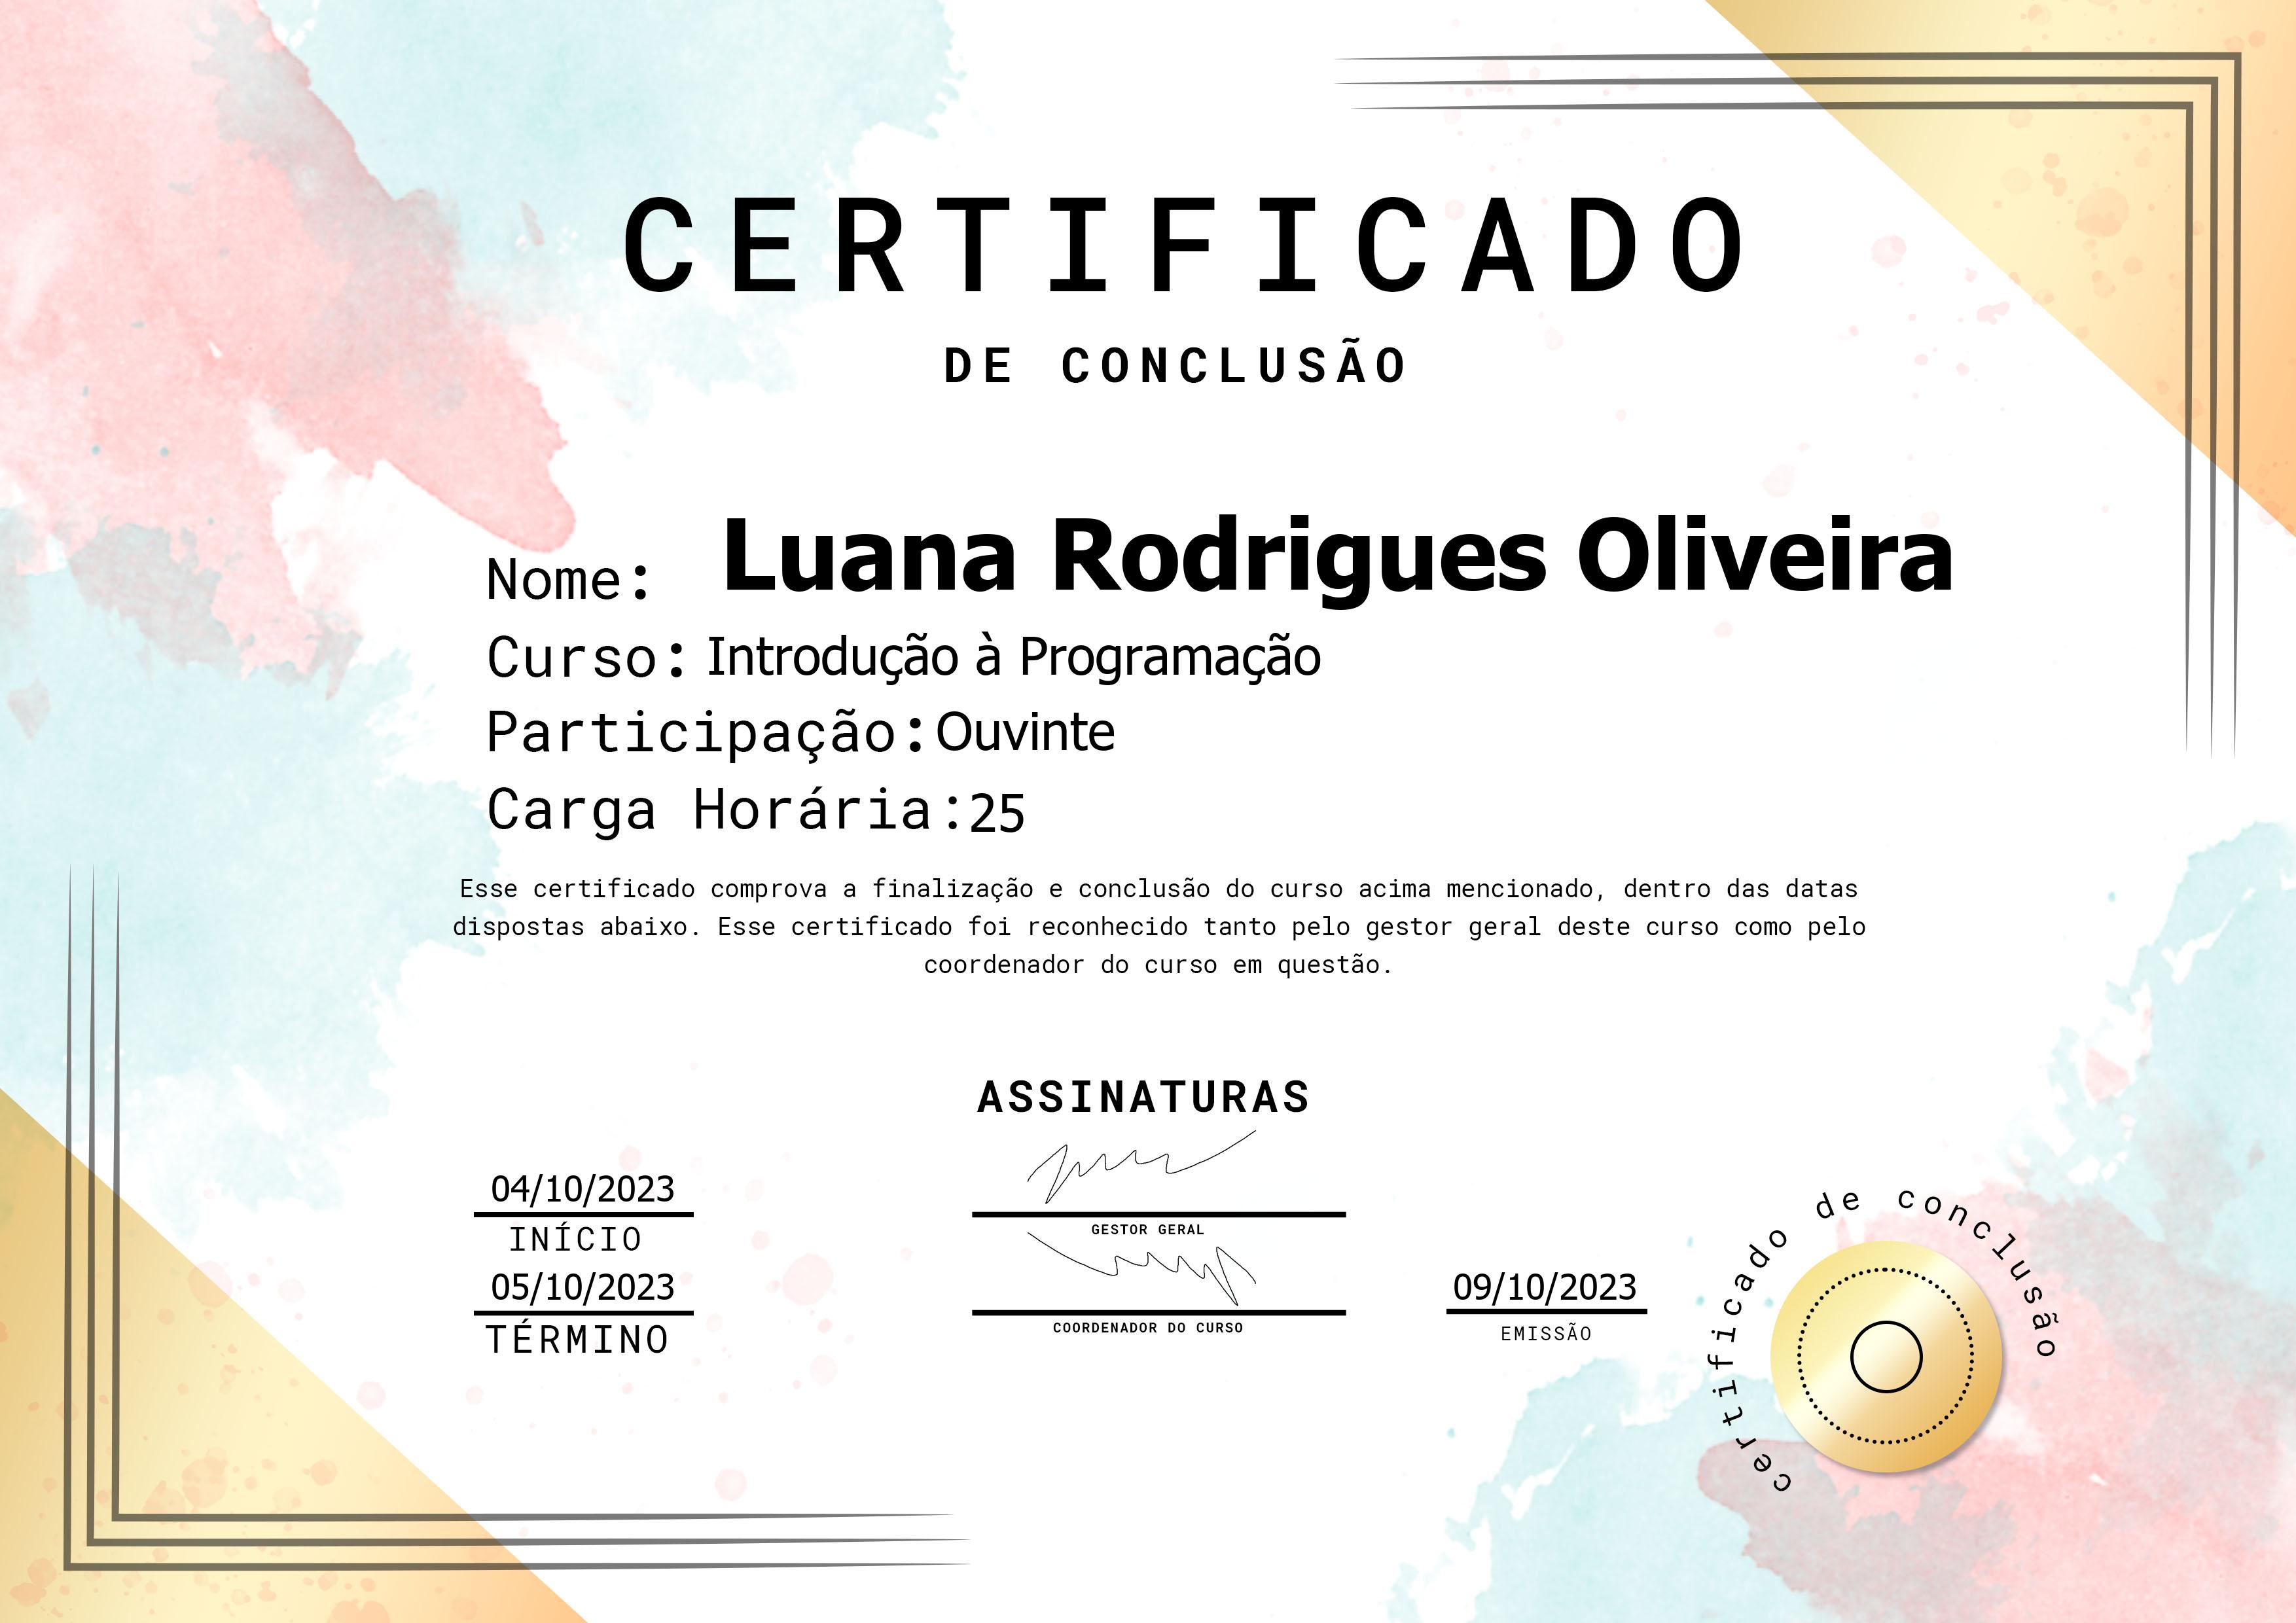 CERTIFICADO
DE CONCLUSÃO
Nome: Luana Rodrigues Oliveira
Curso: Introdução à Programação
Participação: Ouvinte
Carga Horária: 25
Esse certificado comprova a finalização e conclusão do curso acima mencionado, dentro das datas
dispostas abaixo. Esse certificado foi reconhecido tanto pelo gestor geral deste curso como pelo
coordenador do curso em questão.
ASSINATURAS
04/10/2023
INÍCIO
GESTOR GERAL
05/10/2023
TÉRMINO
COORDENADOR DO CURSO
09/10/2023
EMISSÃO
certificado de conclusão